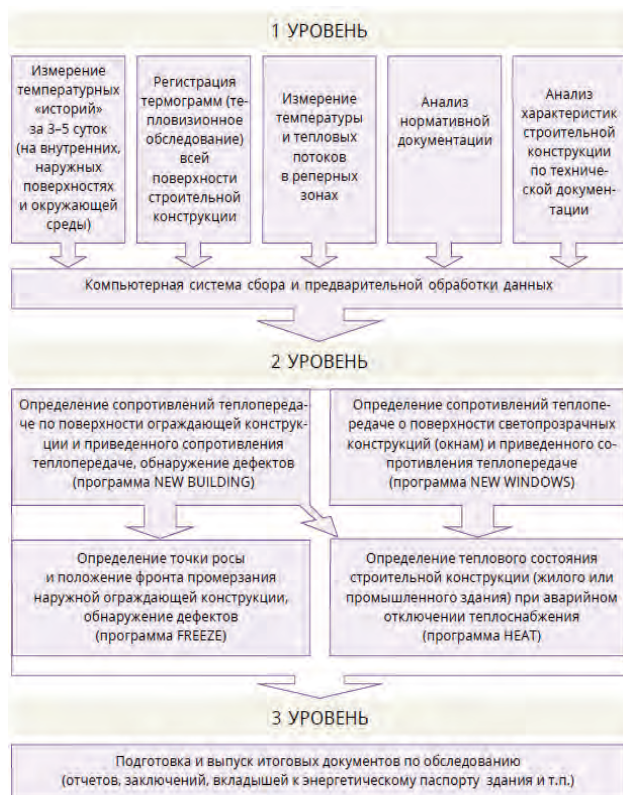 1 УРОВЕНЬ
Измерение
температурных
«историй»
за 3–5 суток
(на внутренних,
наружных
поверхностях
и окружающей
среды)
Регистрация
термограмм (те-
пловизионное
обследование)
всей
поверхности
строительной
конструкции
Измерение
температуры
и тепловых
потоков
в реперных
зонах
Анализ
нормативной
документации
Анализ
характеристик
строительной
конструкции
по техниче-
ской докумен-
тации
Компьютерная система сбора и предварительной обработки данных
2 УРОВЕНЬ
Определение сопротивлений теплопереда-
че по поверхности ограждающей конструк-
ции и приведенного сопротивления
теплопередаче, обнаружение дефектов
(программа NEW BUILDING)
Определение сопротивлений теплопе-
редаче о поверхности светопрозрачных
конструкций (окнам) и приведенного со-
противления теплопередаче
(программа NEW WINDOWS)
Определение точки росы
и положение фронта промерзания
наружной ограждающей конструкции,
обнаружение дефектов
(программа FREEZE)
Определение теплового состояния
строительной конструкции (жилого или
промышленного здания) при аварийном
отключении теплоснабжения
(программа HEAT)
3 УРОВЕНЬ
Подготовка и выпуск итоговых документов по обследованию
(отчетов, заключений, вкладышей к энергетическому паспорту здания и т.п.)